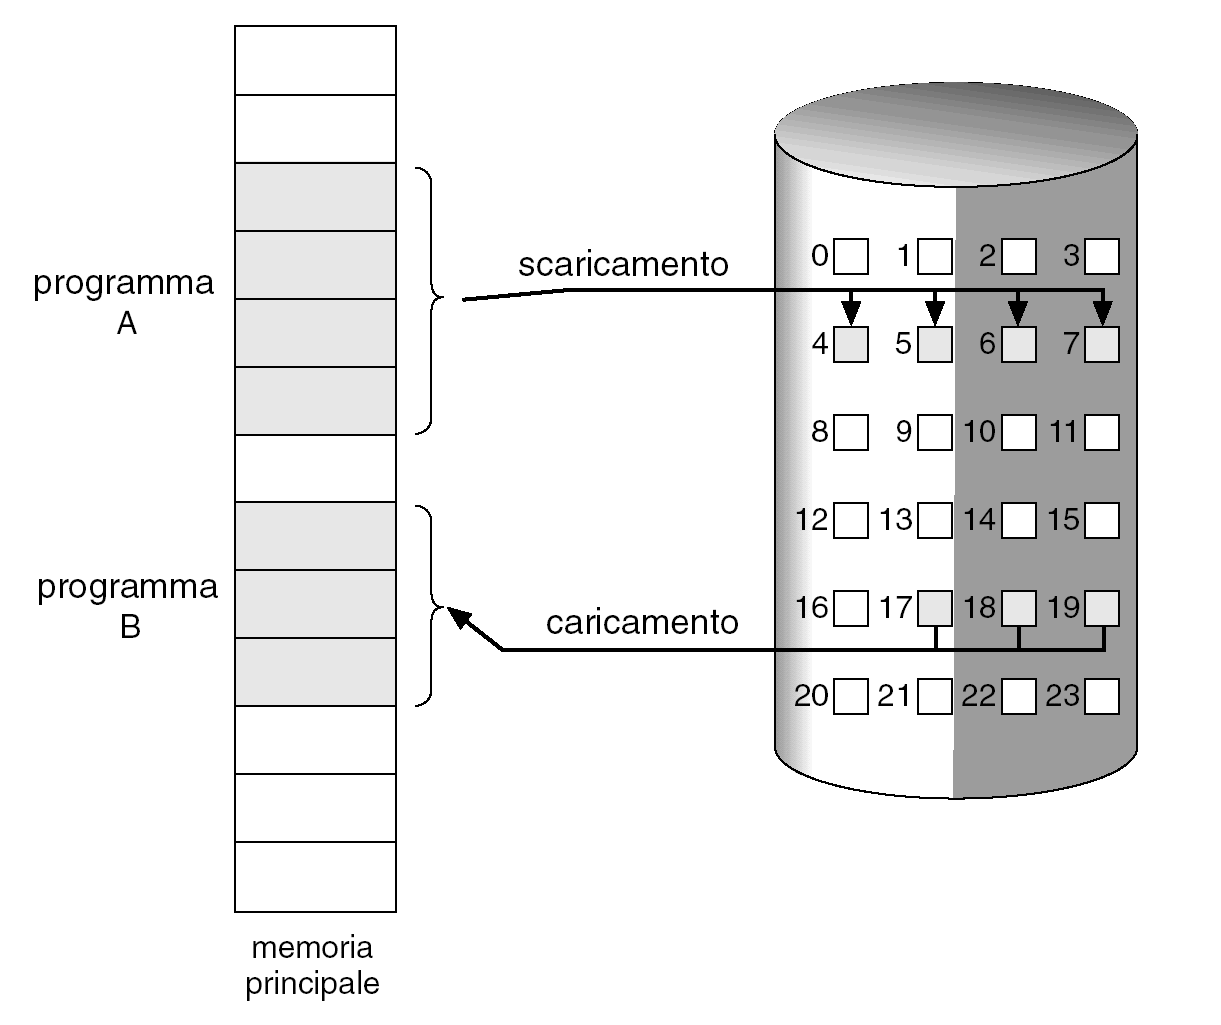 programma
A
programma
B
memoria
principale
scaricamento
caricamento
0 1 2 3
4 5 6 7
8 9 10 11
12 13 14 15
16 17 18 19
20 21 22 23